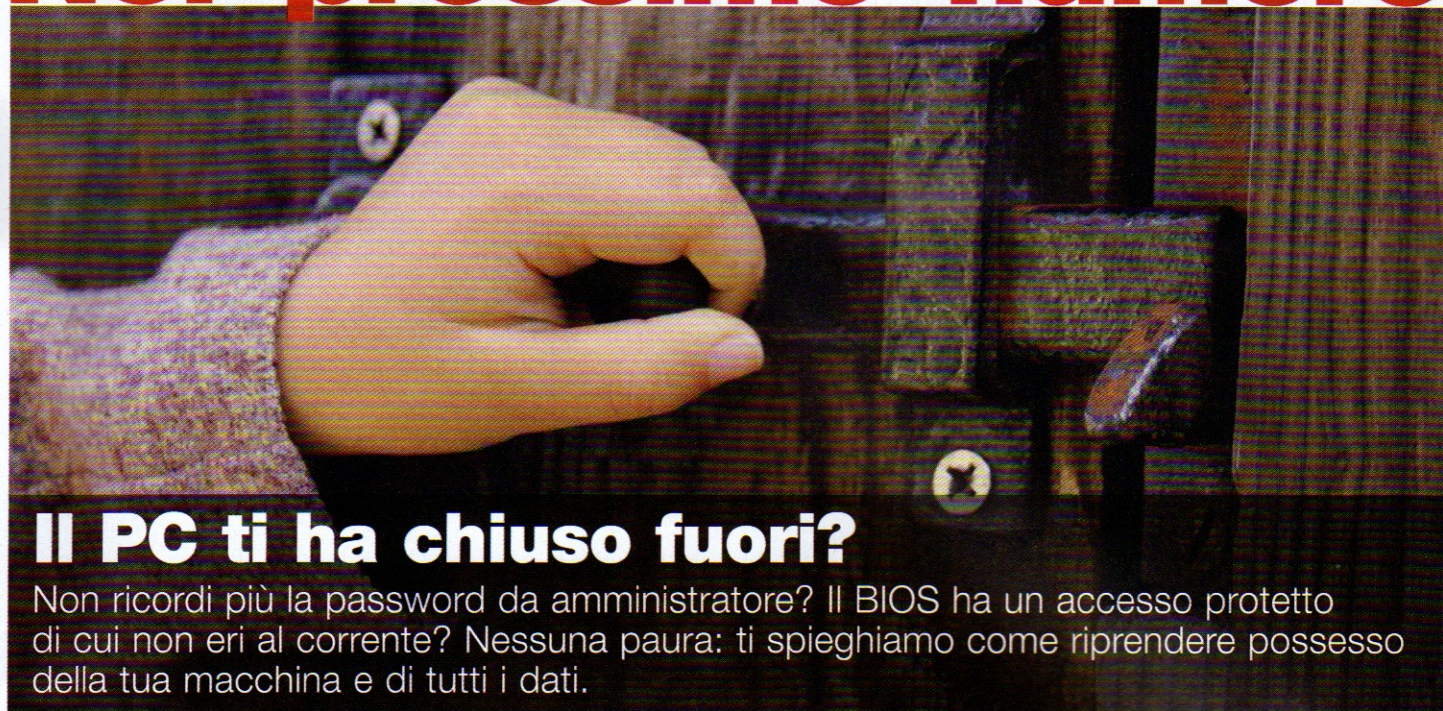 Il PC ti ha chiuso fuori?
Non ricordi più la password da amministratore? Il BIOS ha un accesso protetto
di cui non eri al corrente? Nessuna paura: ti spieghiamo come riprendere possesso
della tua macchina e di tutti i dati.